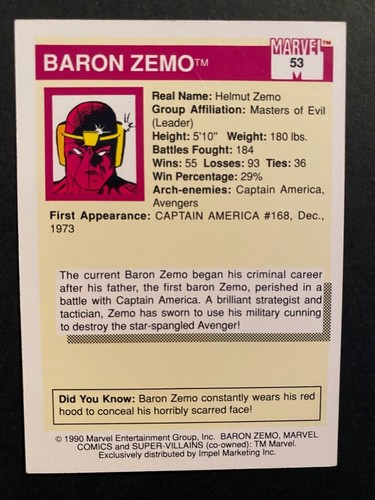 BARON ZEMO™
MARVEL™
53
Real Name: Helmut Zemo
Group Affiliation: Masters of Evil
(Leader)
Height: 5'10" Weight: 180 lbs.
Battles Fought: 184
Wins: 55 Losses: 93 Ties: 36
Win Percentage: 29%
Arch-enemies: Captain America,
Avengers
First Appearance: CAPTAIN AMERICA #168, Dec.,
1973
The current Baron Zemo began his criminal career
after his father, the first baron Zemo, perished in a
battle with Captain America. A brilliant strategist and
tactician, Zemo has sworn to use his military cunning
to destroy the star-spangled Avenger!
Did You Know: Baron Zemo constantly wears his red
hood to conceal his horribly scarred face!
© 1990 Marvel Entertainment Group, Inc. BARON ZEMO, MARVEL
COMICS and SUPER-VILLAINS (co-owned): TM Marvel.
Exclusively distributed by Impel Marketing Inc.